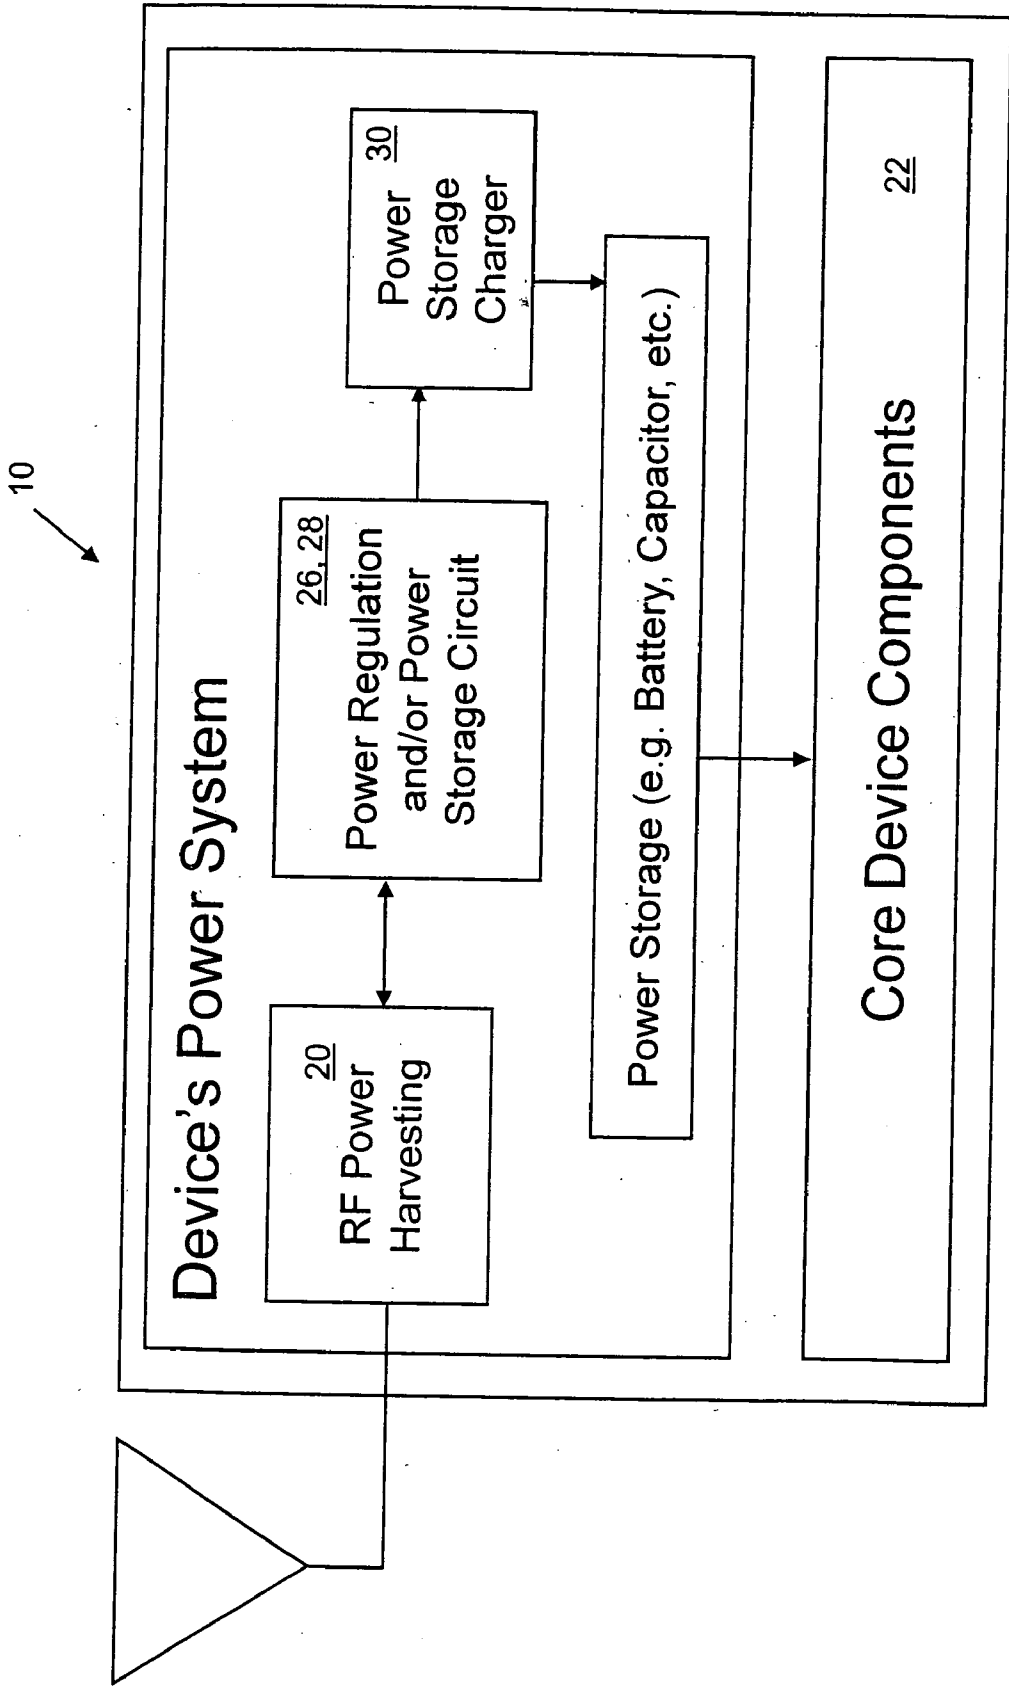 10
Device's Power System
20
RF Power
Harvesting
26, 28
Power Regulation
and/or Power
Storage Circuit
30
Power
Storage
Charger
Power Storage (e.g. Battery, Capacitor, etc.)
22
Core Device Components